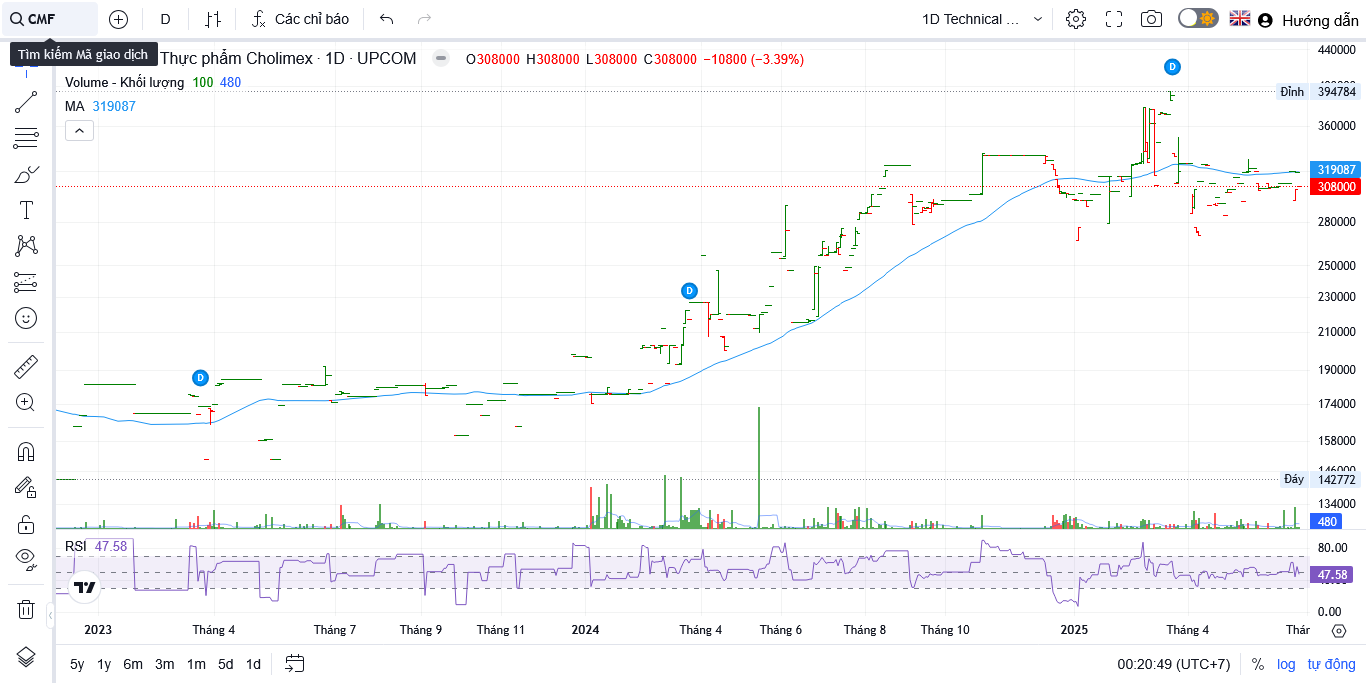 CMF
D
Các chỉ báo
1D Technical ...
Hướng dẫn
Tìm kiếm Mã giao dịch
Thực phẩm Cholimex · 1D · UPCOM
O308000 H308000 L308000 C308000 −10800 (−3.39%)
Volume - Khối lượng 100 480
MA 319087
D
D
D
440000
Đỉnh 394784
360000
319087
308000
280000
250000
230000
210000
190000
174000
158000
146000
Đáy 142772
134000
480
RSI 47.58
80.00
47.58
0.00
2023 Tháng 4 Tháng 7 Tháng 9 Tháng 11 2024 Tháng 4 Tháng 6 Tháng 8 Tháng 10 2025 Tháng 4 Thár
5y 1y 6m 3m 1m 5d 1d
00:20:49 (UTC+7) % log tự động